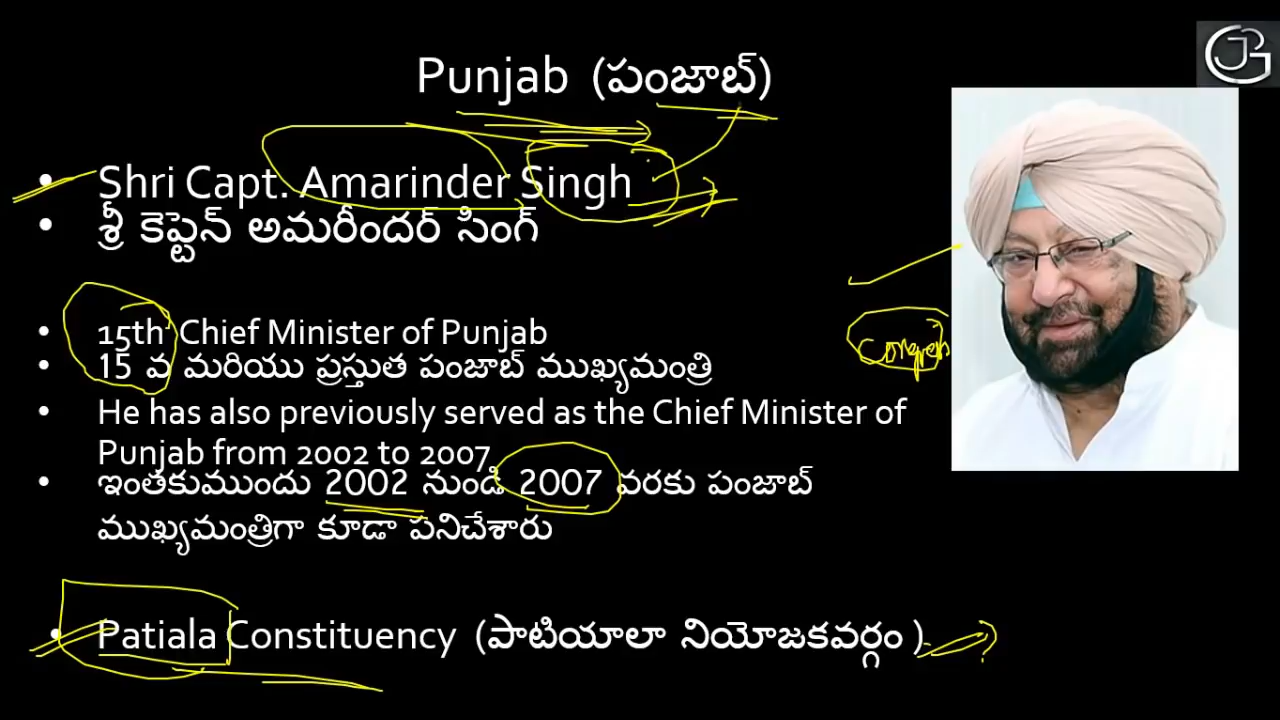 Punjab (పంజాబ్)
• Shri Capt. Amarinder Singh
• శ్రీ కెప్టెన్ అమరీందర్ సింగ్
• 15th Chief Minister of Punjab
• 15 వ మరియు ప్రస్తుత పంజాబ్ ముఖ్యమంత్రి
Congress
• He has also previously served as the Chief Minister of
Punjab from 2002 to 2007.
• ఇంతకుముందు 2002 నుండి 2007 వరకు పంజాబ్
ముఖ్యమంత్రిగా కూడా పనిచేశారు
• Patiala Constituency (పాటియాలా నియోజకవర్గం ) ?